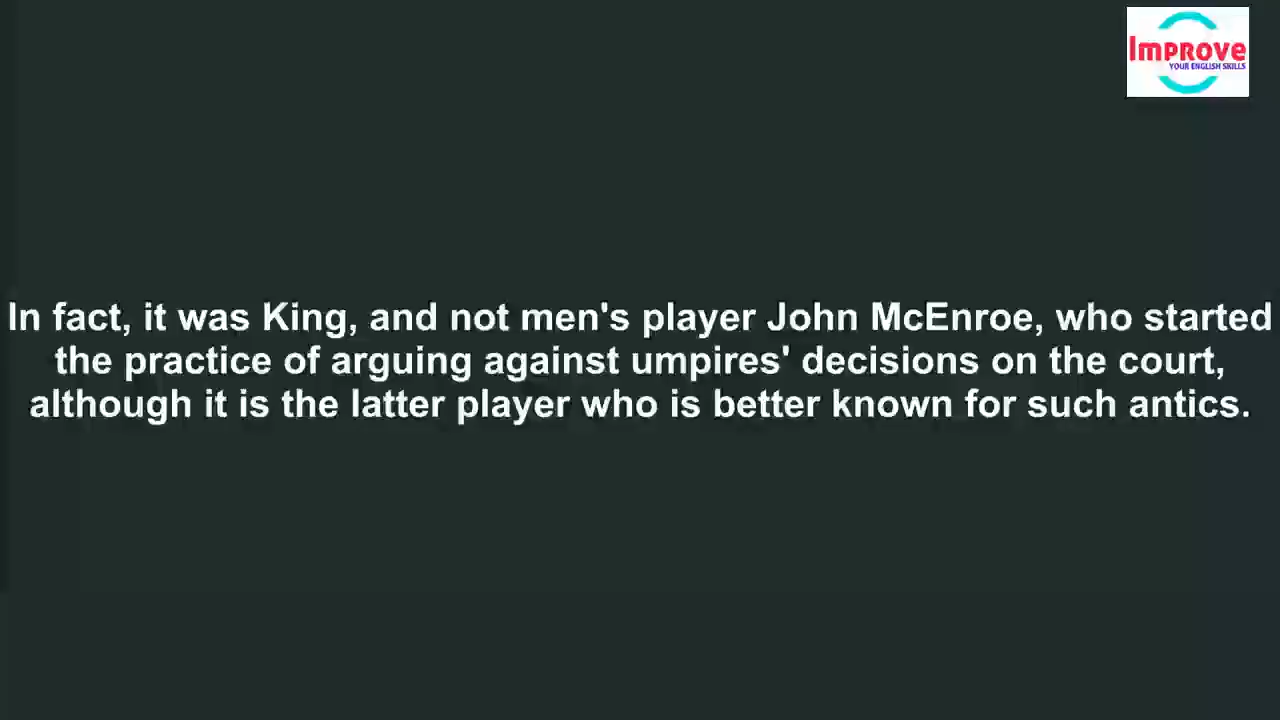 Improve
YOUR ENGLISH SKILLS
In fact, it was King, and not men's player John McEnroe, who started
the practice of arguing against umpires' decisions on the court,
although it is the latter player who is better known for such antics.